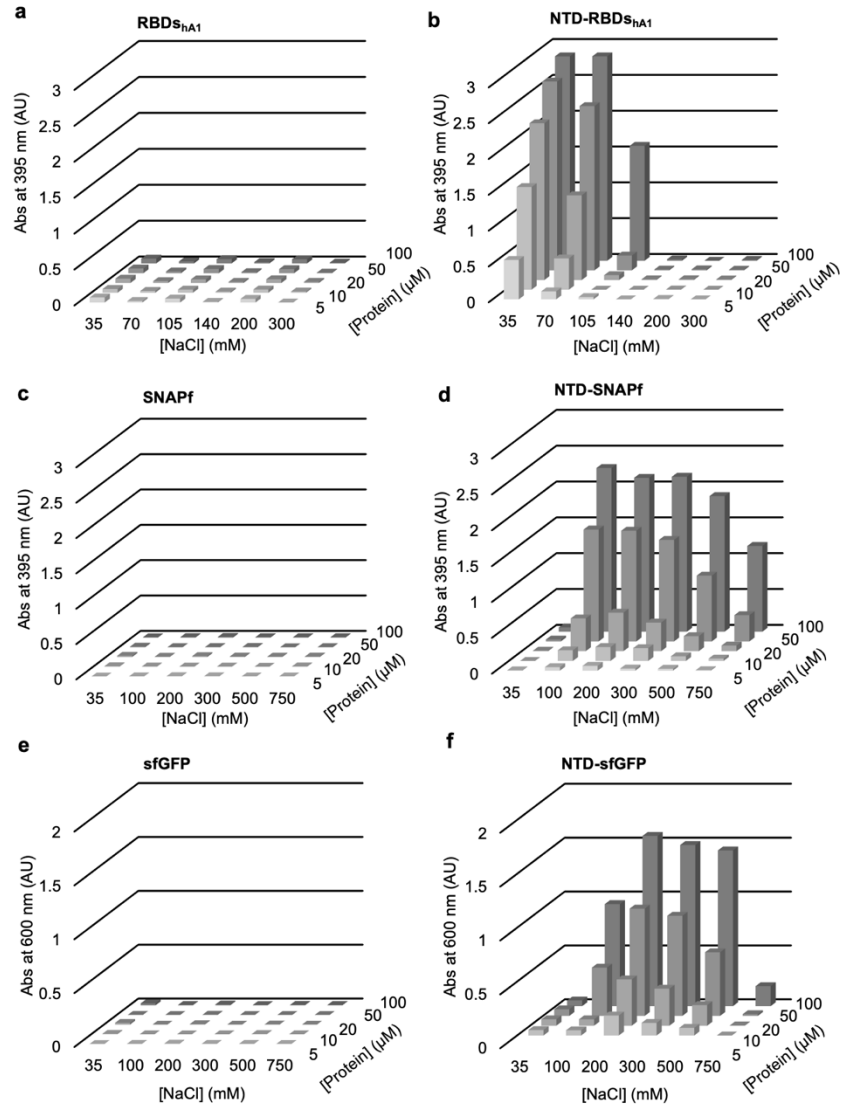 a
RBDs_hA1
3
2.5
2
1.5
1
0.5
0
Abs at 395 nm (AU)
35 70 105 140 200 300
[NaCl] (mM)
5 10 20 50 100
[Protein] (µM)
b
NTD-RBDs_hA1
3
2.5
2
1.5
1
0.5
0
Abs at 395 nm (AU)
35 70 105 140 200 300
[NaCl] (mM)
5 10 20 50 100
[Protein] (µM)
c
SNAPf
3
2.5
2
1.5
1
0.5
0
Abs at 395 nm (AU)
35 100 200 300 500 750
[NaCl] (mM)
5 10 20 50 100
[Protein] (µM)
d
NTD-SNAPf
3
2.5
2
1.5
1
0.5
0
Abs at 395 nm (AU)
35 100 200 300 500 750
[NaCl] (mM)
5 10 20 50 100
[Protein] (µM)
e
sfGFP
2
1.5
1
0.5
0
Abs at 600 nm (AU)
35 100 200 300 500 750
[NaCl] (mM)
5 10 20 50 100
[Protein] (µM)
f
NTD-sfGFP
2
1.5
1
0.5
0
Abs at 600 nm (AU)
35 100 200 300 500 750
[NaCl] (mM)
5 10 20 50 100
[Protein] (µM)